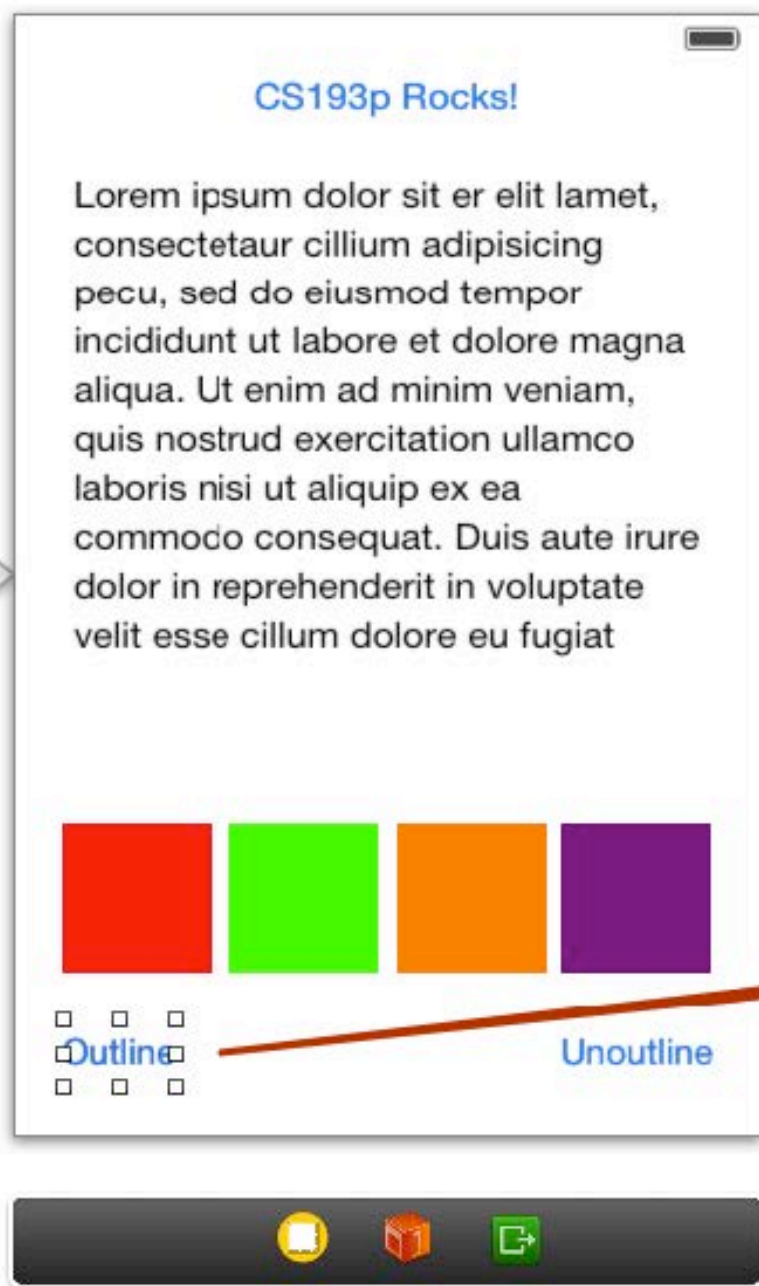 CS193p Rocks!
Lorem ipsum dolor sit er elit lamet,
consectetaur cillium adipisicing
pecu, sed do eiusmod tempor
incididunt ut labore et dolore magna
aliqua. Ut enim ad minim veniam,
quis nostrud exercitation ullamco
laboris nisi ut aliquip ex ea
commodo consequat. Duis aute irure
dolor in reprehenderit in voluptate
velit esse cillum dolore eu fugiat
Outline Unoutline